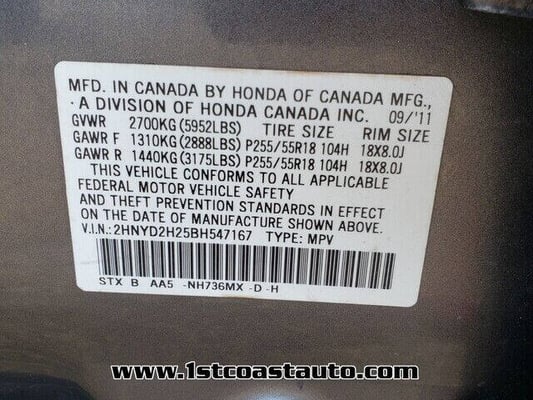 MFD. IN CANADA BY HONDA OF CANADA MFG.,
A DIVISION OF HONDA CANADA INC. 09/'11
GVWR 2700KG(5952LBS) TIRE SIZE RIM SIZE
GAWR F 1310KG(2888LBS) P255/55R18 104H 18X8.0J
GAWR R 1440KG(3175LBS) P255/55R18 104H 18X8.0J
THIS VEHICLE CONFORMS TO ALL APPLICABLE
FEDERAL MOTOR VEHICLE SAFETY
AND THEFT PREVENTION STANDARDS IN
EFFECT ON THE DATE OF MANUFACTURE SHOWN ABOVE.
V.I.N.:2HNYD2H25BH547167 TYPE: MPV
STX B AA5 -NH736MX -D -H
www.1stcoastauto.com